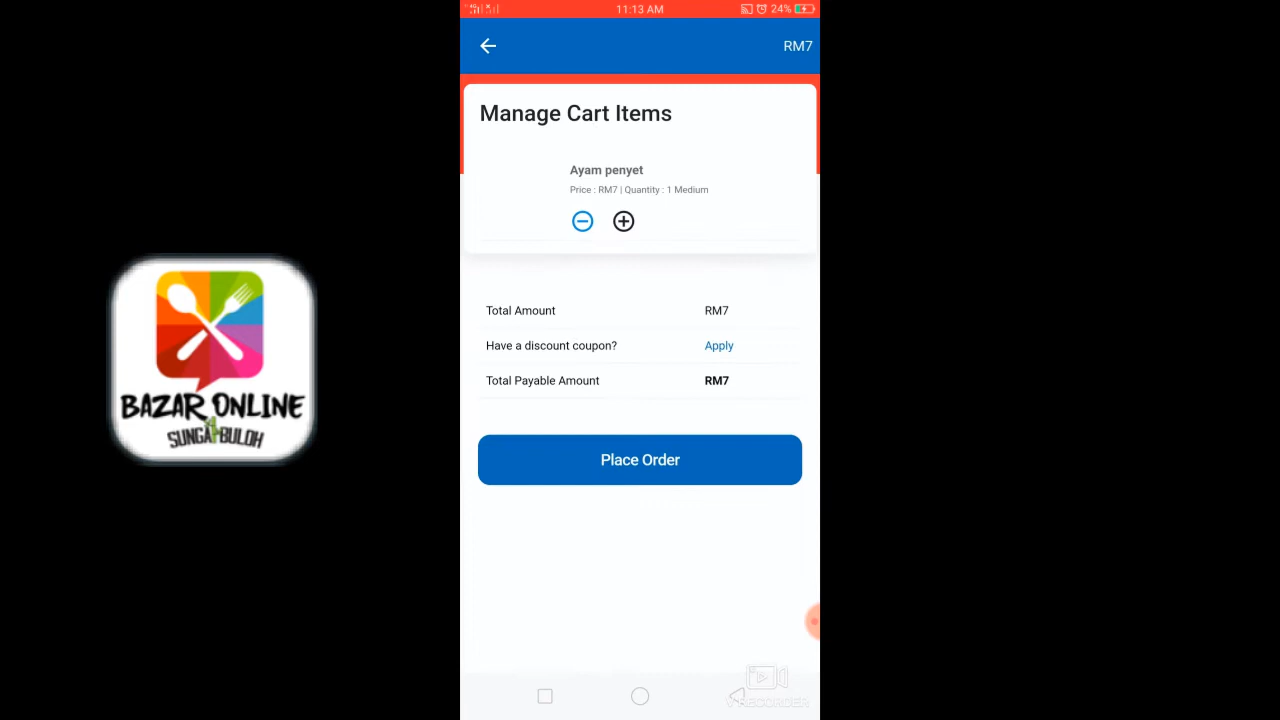 11:13 AM
24%
RM7
Manage Cart Items
Ayam penyet
Price : RM7 | Quantity : 1 Medium
Total Amount RM7
Have a discount coupon? Apply
Total Payable Amount RM7
Place Order
BAZAR ONLINE
SUNGAI BULOH
V RECORDER